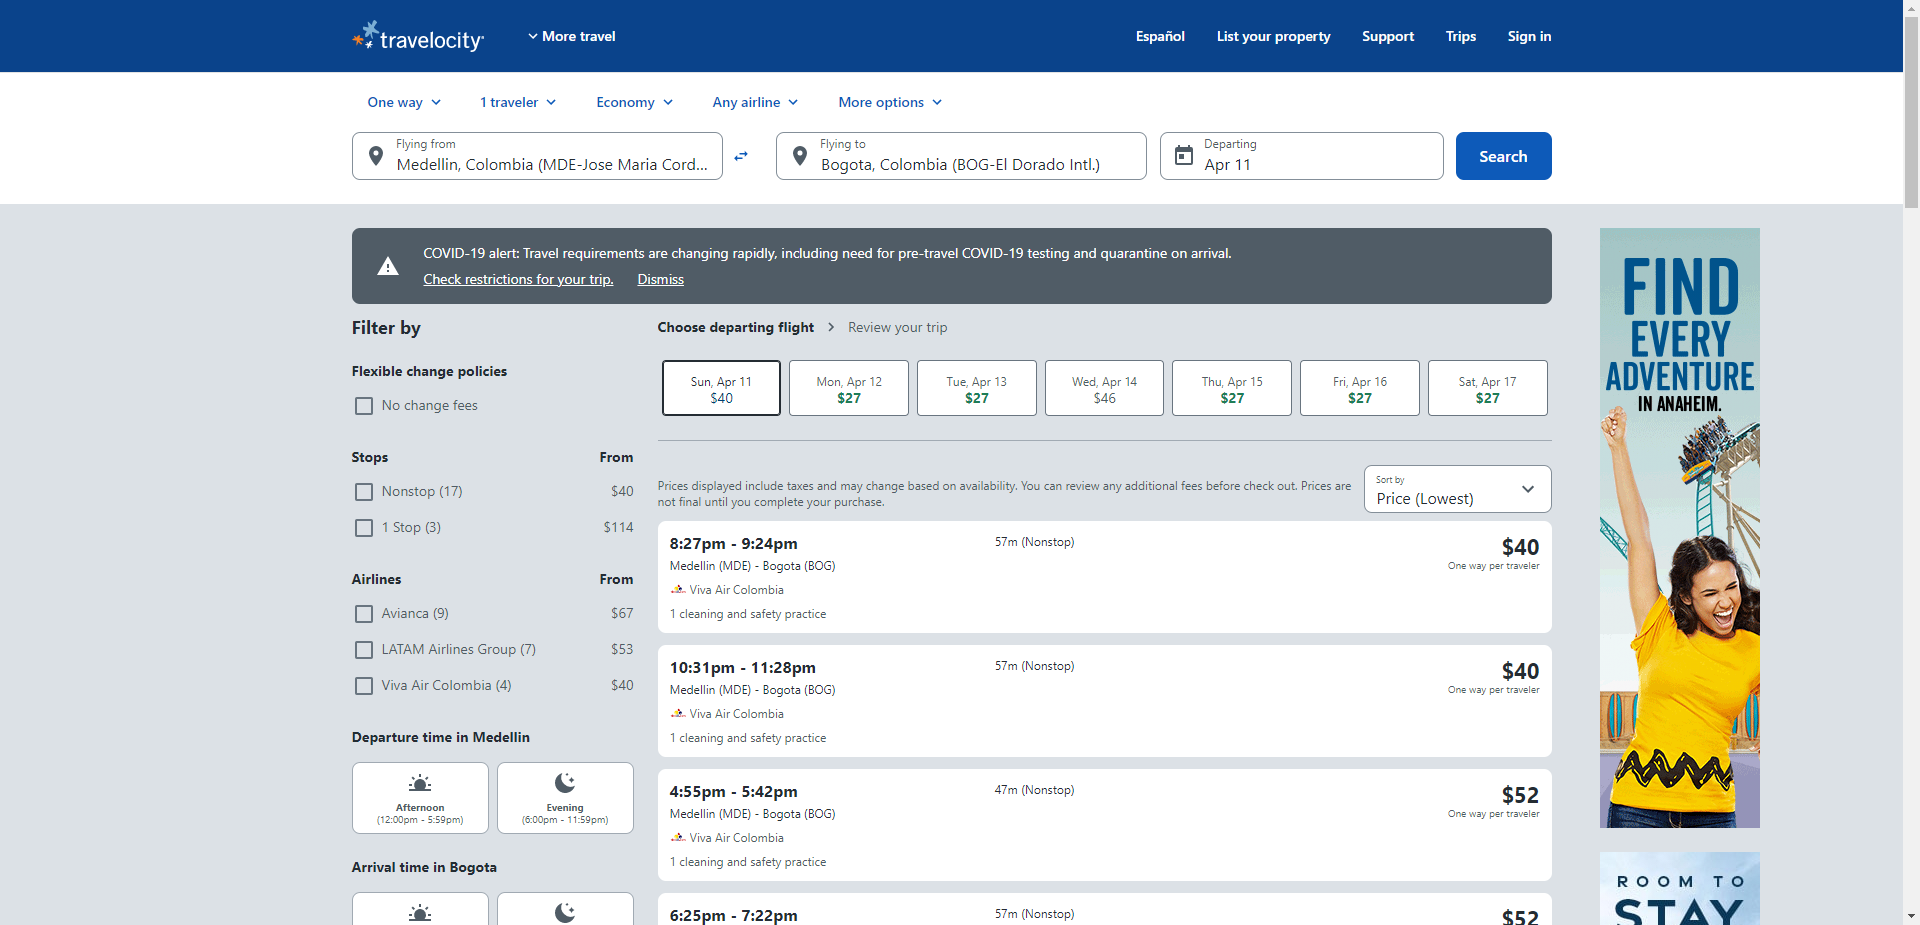 travelocity
More travel
Español
List your property
Support
Trips
Sign in
One way
1 traveler
Economy
Any airline
More options
Flying from
Medellin, Colombia (MDE-Jose Maria Cord...
Flying to
Bogota, Colombia (BOG-El Dorado Intl.)
Departing
Apr 11
Search
COVID-19 alert: Travel requirements are changing rapidly, including need for pre-travel COVID-19 testing and quarantine on arrival.
Check restrictions for your trip.
Dismiss
Filter by
Flexible change policies
No change fees
Stops From
Nonstop (17) $40
1 Stop (3) $114
Airlines From
Avianca (9) $67
LATAM Airlines Group (7) $53
Viva Air Colombia (4) $40
Departure time in Medellin
Afternoon
(12:00pm - 5:59pm)
Evening
(6:00pm - 11:59pm)
Arrival time in Bogota
Choose departing flight
Review your trip
Sun, Apr 11
$40
Mon, Apr 12
$27
Tue, Apr 13
$27
Wed, Apr 14
$46
Thu, Apr 15
$27
Fri, Apr 16
$27
Sat, Apr 17
$27
Prices displayed include taxes and may change based on availability. You can review any additional fees before check out. Prices are
not final until you complete your purchase.
Sort by
Price (Lowest)
8:27pm - 9:24pm
57m (Nonstop)
$40
Medellin (MDE) - Bogota (BOG)
One way per traveler
Viva Air Colombia
1 cleaning and safety practice
10:31pm - 11:28pm
57m (Nonstop)
$40
Medellin (MDE) - Bogota (BOG)
One way per traveler
Viva Air Colombia
1 cleaning and safety practice
4:55pm - 5:42pm
47m (Nonstop)
$52
Medellin (MDE) - Bogota (BOG)
One way per traveler
Viva Air Colombia
1 cleaning and safety practice
6:25pm - 7:22pm
57m (Nonstop)
$52
FIND
EVERY
ADVENTURE
IN ANAHEIM.
ROOM TO
STAY